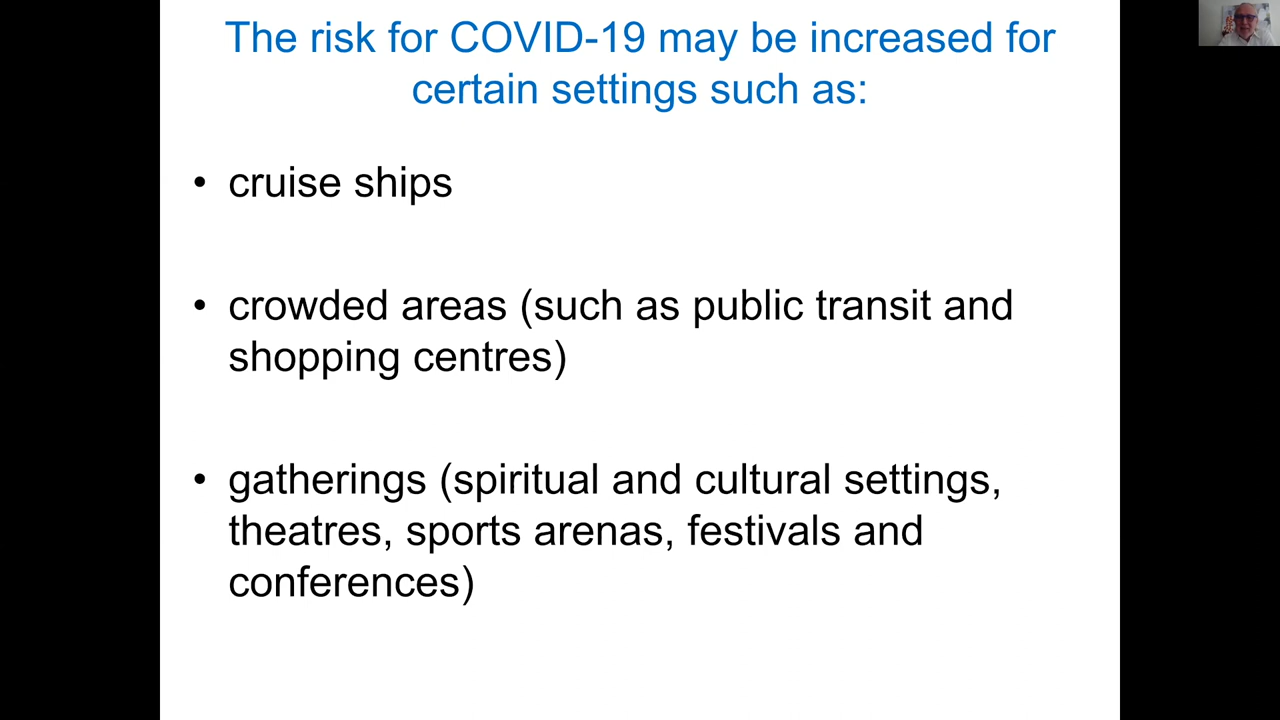 The risk for COVID-19 may be increased for
certain settings such as:
• cruise ships
• crowded areas (such as public transit and
shopping centres)
• gatherings (spiritual and cultural settings,
theatres, sports arenas, festivals and
conferences)